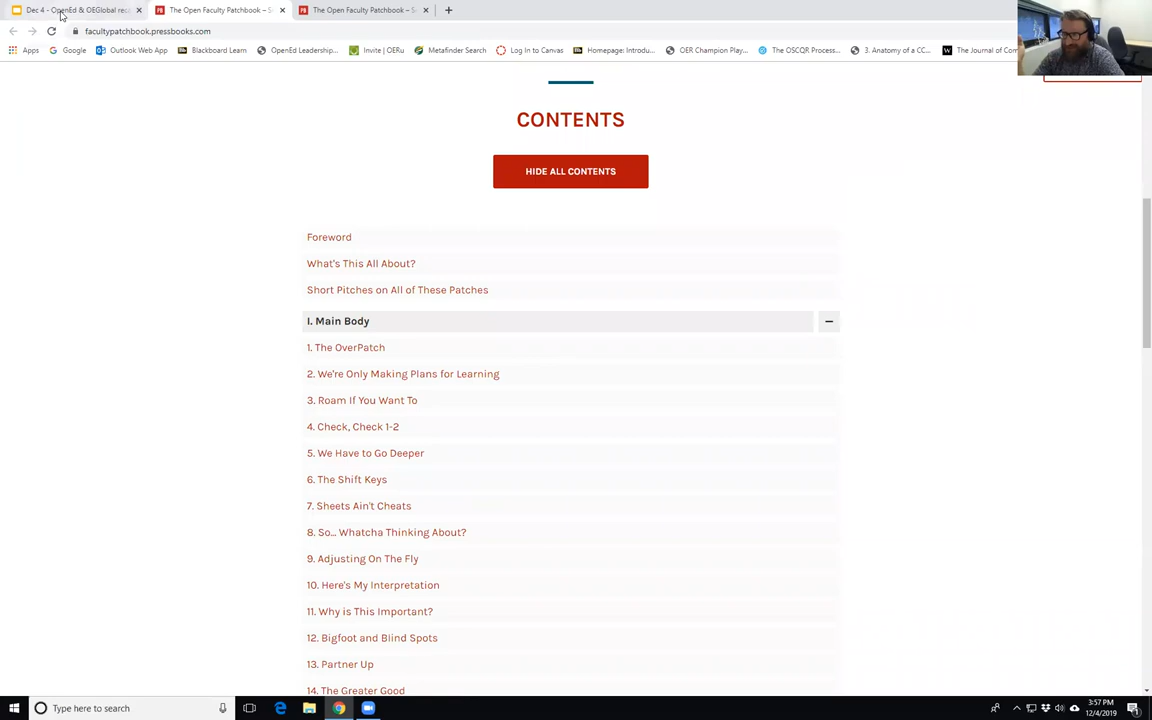 Dec 4 - OpenEd & OEGlobal rec
The Open Faculty Patchbook – S
The Open Faculty Patchbook – S
facultypatchbook.pressbooks.com
Apps Google Outlook Web App Blackboard Learn OpenEd Leadership... Invite | OERu Metafinder Search Log In to Canvas Homepage: Introdu... OER Champion Play... The OSCQR Process... 3. Anatomy of a CC... The Journal of Com
CONTENTS
HIDE ALL CONTENTS
Foreword
What's This All About?
Short Pitches on All of These Patches
I. Main Body
1. The OverPatch
2. We're Only Making Plans for Learning
3. Roam If You Want To
4. Check, Check 1-2
5. We Have to Go Deeper
6. The Shift Keys
7. Sheets Ain't Cheats
8. So... Whatcha Thinking About?
9. Adjusting On The Fly
10. Here's My Interpretation
11. Why is This Important?
12. Bigfoot and Blind Spots
13. Partner Up
14. The Greater Good
Type here to search
3:57 PM
12/4/2019